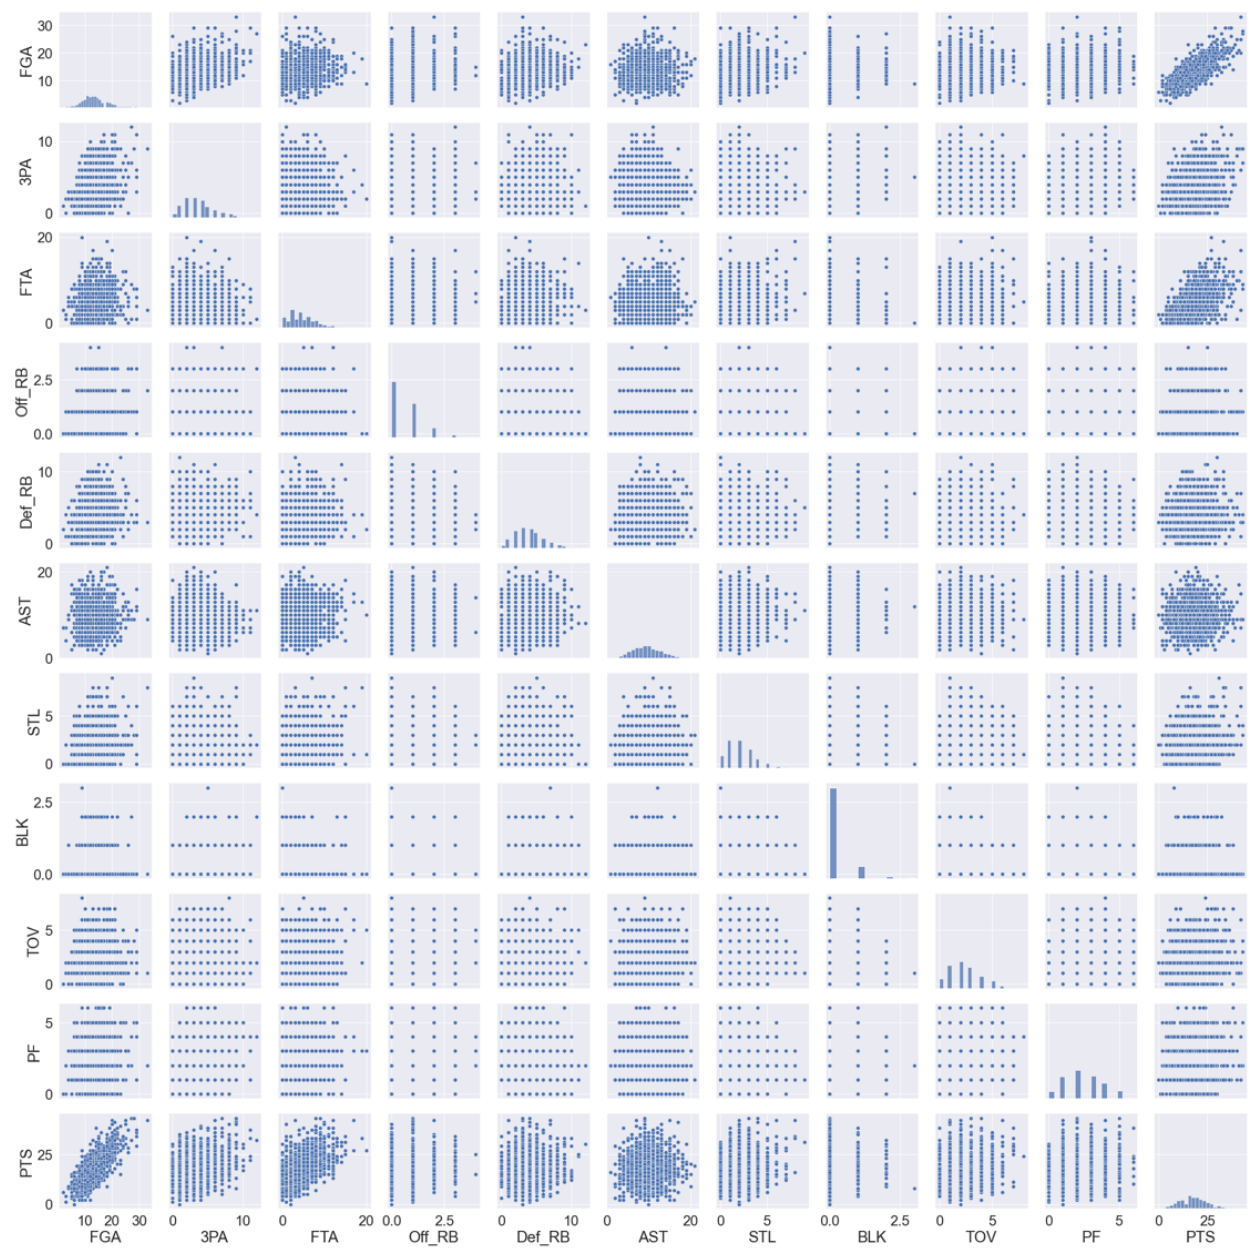 FGA
30
20
10
3PA
10
0
FTA
20
0
Off_RB
2.5
0.0
Def_RB
10
0
AST
20
0
STL
5
0
BLK
2.5
0.0
TOV
5
0
PF
5
0
PTS
25
0
10 20 30 0 10 0 20 0.0 2.5 0 10 0 20 0 5 0.0 2.5 0 5 0 5 0 25
FGA 3PA FTA Off_RB Def_RB AST STL BLK TOV PF PTS